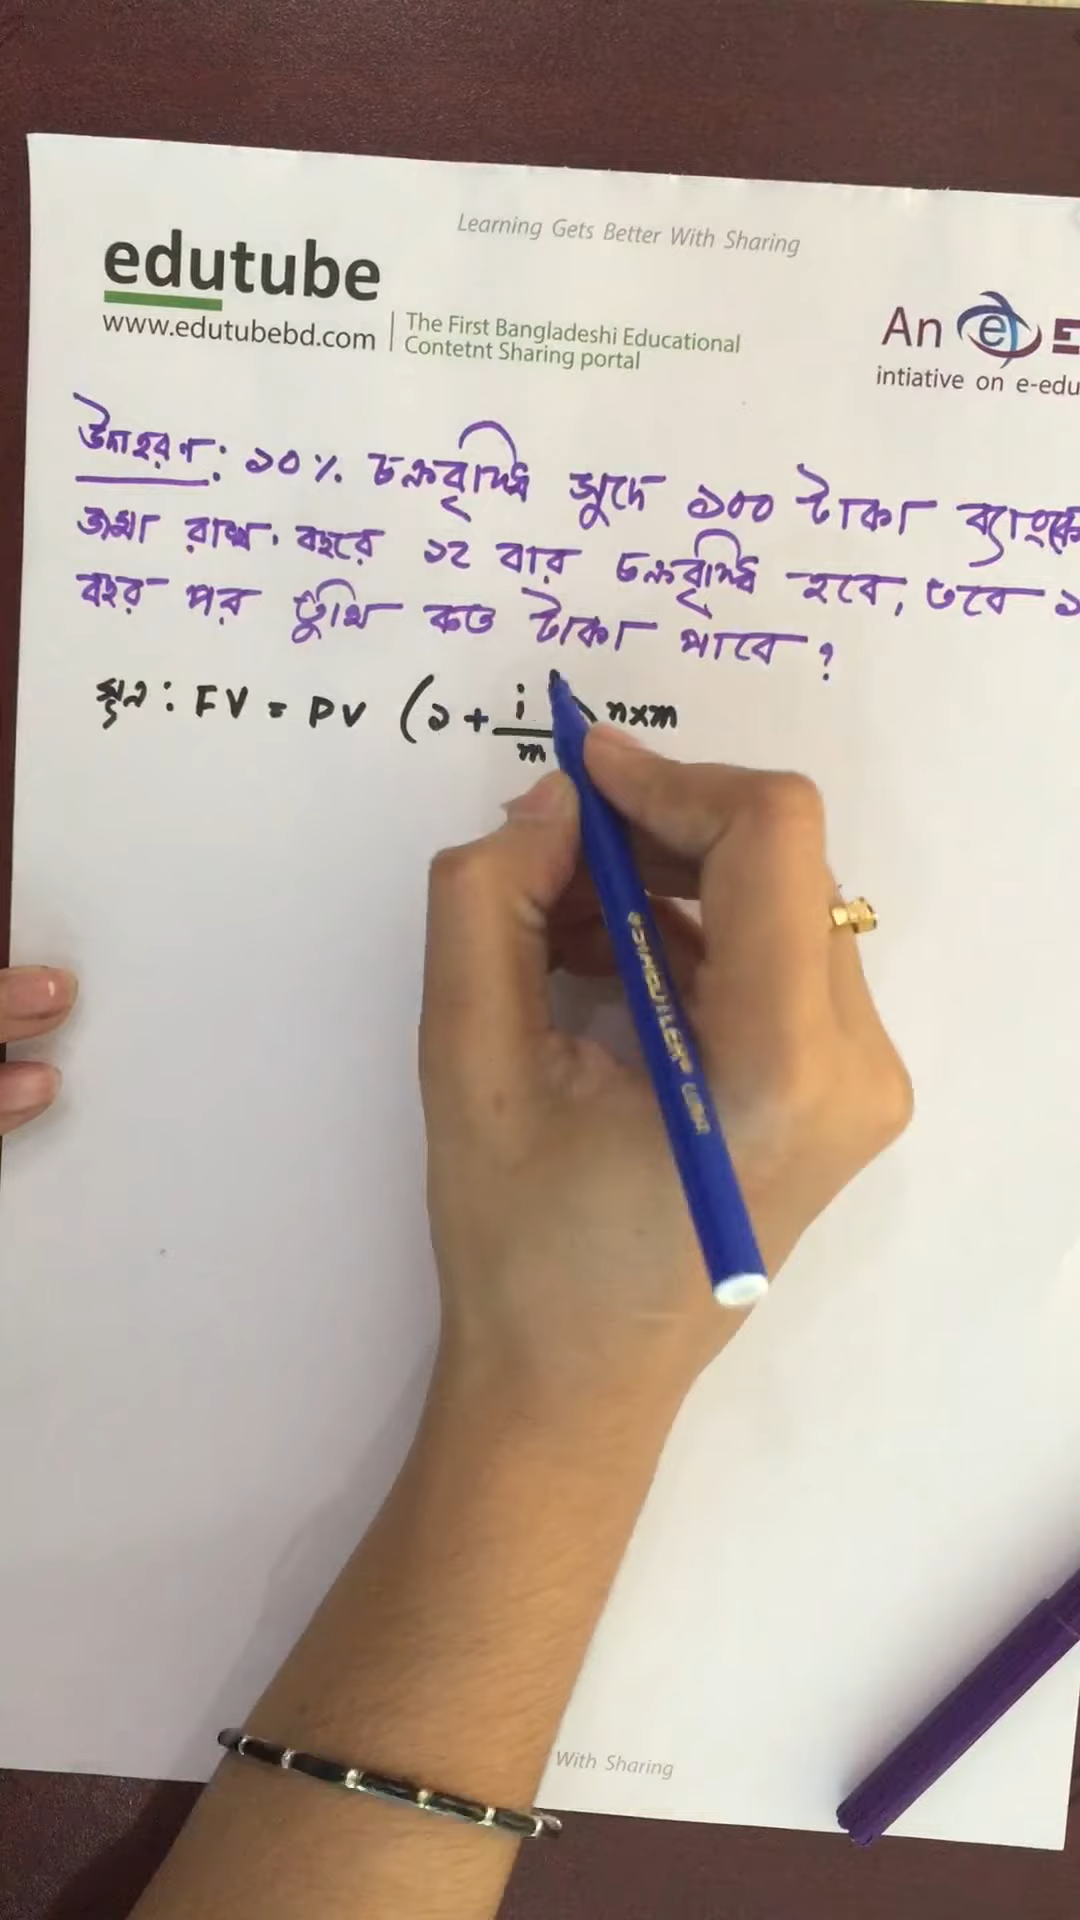 Learning Gets Better With Sharing
edutube
www.edutubebd.com
The First Bangladeshi Educational
Contetnt Sharing portal
An e
intiative on e-edu
উদাহরণ: ১০% চক্রবৃদ্ধি সুদে ১০০ টাকা ব্যাংকে
জমা রাখ। বছরে ১২ বার চক্রবৃদ্ধি হবে, তবে ১
বছর পর তুমি কত টাকা পাবে?
সূত্র: FV = PV (১ + i/m) n×m
With Sharing